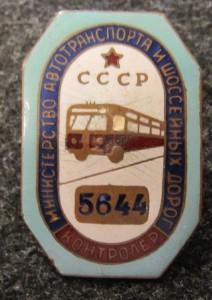 МИНИСТЕРСТВО АВТОТРАНСПОРТА И ШОССЕЙНЫХ ДОРОГ
СССР
5644
КОНТРОЛЕР